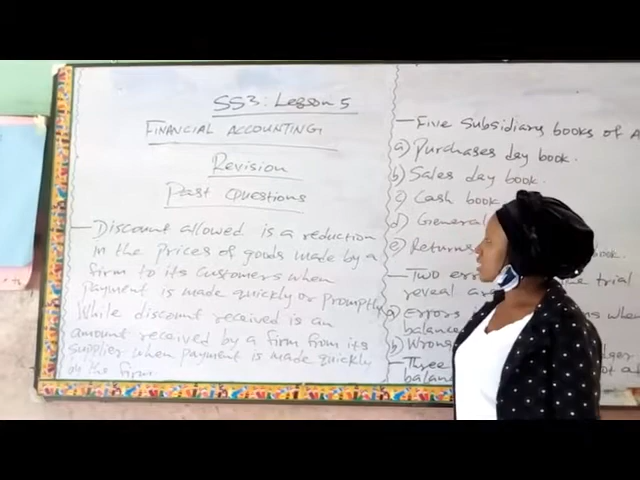 SS3: Lesson 5
FINANCIAL ACCOUNTING
Revision
Past Questions
— Discount allowed is a reduction
in the prices of goods made by a
firm to its customers when
payment is made quickly or promptly
While discount received is an
amount received by a firm from its
supplier when payment is made quickly
by the firm.
— Five Subsidiary books of A
a) Purchases day book.
b) Sales day book.
c) Cash book
d) General
e) Returns book.
— Two trial
reveal
a) Errors when
balance
b) Wrong
— Three
balan